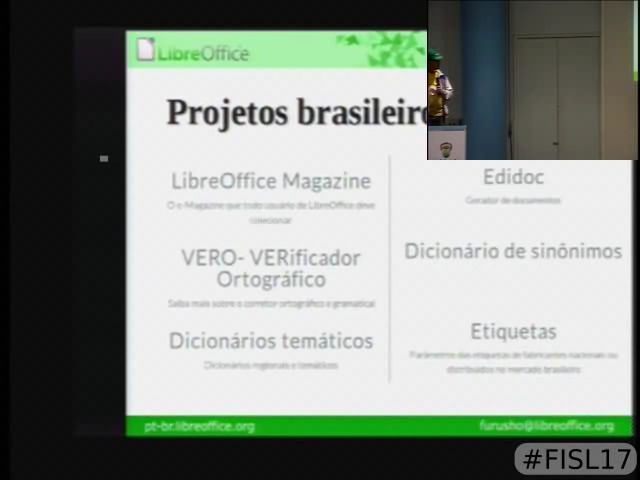 LibreOffice
Projetos brasileiro
LibreOffice Magazine
O e-Magazine que todo usuário de LibreOffice deve
colecionar
VERO- VERificador
Ortográfico
Saiba mais sobre o corretor ortográfico e gramatical
Dicionários temáticos
Dicionários regionais e temáticos
Edidoc
Gerador de documentos
Dicionário de sinônimos
Etiquetas
Parâmetros das etiquetas de fabricantes nacionais ou
distribuídos no mercado brasileiro
pt-br.libreoffice.org
furusho@libreoffice.org
#FISL17